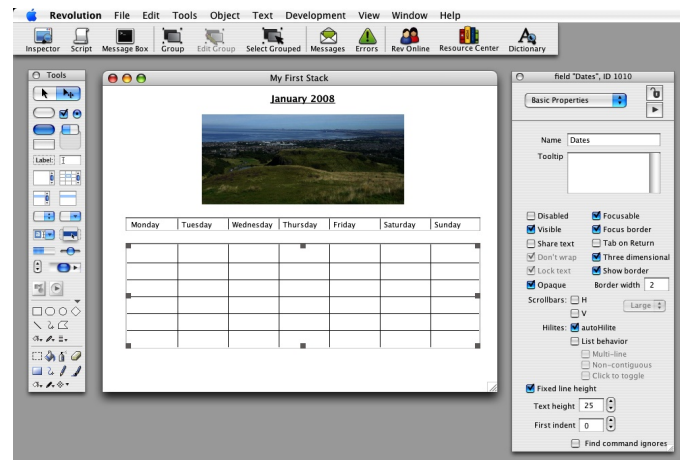 Revolution File Edit Tools Object Text Development View Window Help
Inspector Script Message Box Group Edit Group Select Grouped Messages Errors Rev Online Resource Center Dictionary
Tools
Label:
My First Stack
January 2008
Monday Tuesday Wednesday Thursday Friday Saturday Sunday
field "Dates", ID 1010
Basic Properties
Name Dates
Tooltip
Disabled Focusable
Visible Focus border
Share text Tab on Return
Don't wrap Three dimensional
Lock text Show border
Opaque Border width 2
Scrollbars: H Large
V
Hilites: autoHilite
List behavior
Multi-line
Non-contiguous
Click to toggle
Fixed line height
Text height 25
First indent 0
Find command ignores